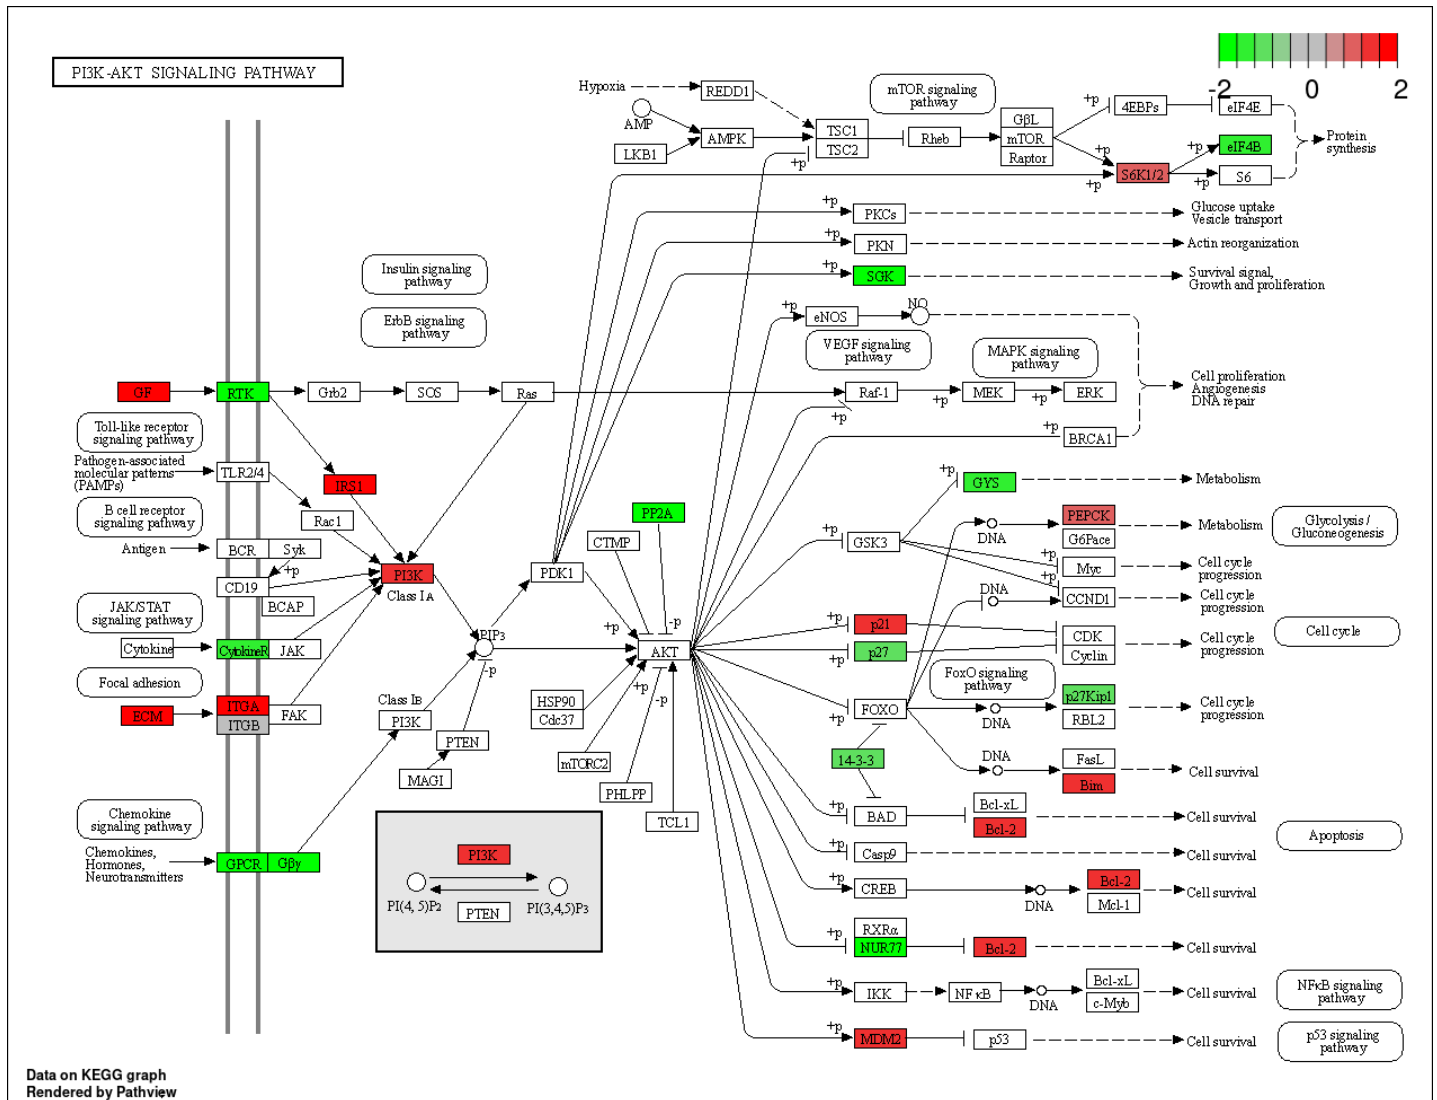 PI3K-AKT SIGNALING PATHWAY
-2 0 2
Hypoxia
REDD1
mTOR signaling
pathway
AMP
AMPK
LKB1
TSC1
TSC2
+p
Rheb
GβL
mTOR
Raptor
+p
4EBPs
eIF4E
+p
S6K1/2
+p
+p
eIF4B
+p
S6
Protein
synthesis
+p
PKCs
Glucose uptake
Vesicle transport
+p
PKN
Actin reorganization
+p
SGK
Survival signal,
Growth and proliferation
Insulin signaling
pathway
ErbB signaling
pathway
+p
eNOS
NO
VEGF signaling
pathway
MAPK signaling
pathway
GF
RTK
Grb2
SOS
Ras
Raf-1
+p
+p
MEK
+p
ERK
Cell proliferation
Angiogenesis
DNA repair
+p
BRCA1
Toll-like receptor
signaling pathway
Pathogen-associated
molecular patterns
(PAMPs)
TLR2/4
IRS1
Rac1
B cell receptor
signaling pathway
Antigen
BCR
Syk
+p
CD19
BCAP
PI3K
Class IA
JAK/STAT
signaling pathway
Cytokine
CytokineR
JAK
Focal adhesion
ECM
ITGA
ITGB
FAK
Class IB
PI3K
PTEN
MAGI
PIP3
-p
PDK1
CTMP
PP2A
+p
-p
AKT
+p
-p
HSP90
Cdc37
mTORC2
PHLPP
TCL1
Chemokine
signaling pathway
Chemokines,
Hormones,
Neurotransmitters
GPCR
Gβγ
PI3K
PI(4, 5)P2
PI(3,4,5)P3
PTEN
+p
GYS
Metabolism
+p
GSK3
DNA
PEPCK
G6Pace
Metabolism
Glycolysis /
Gluconeogenesis
+p
Myc
Cell cycle
progression
+p
DNA
CCND1
Cell cycle
progression
+p
p21
p27
+p
CDK
Cyclin
Cell cycle
progression
Cell cycle
FoxO signaling
pathway
FOXO
+p
DNA
p27Kip1
RBL2
Cell cycle
progression
14-3-3
DNA
FasL
Bim
Cell survival
+p
BAD
Bcl-xL
Bcl-2
Cell survival
Apoptosis
+p
Casp9
Cell survival
+p
CREB
DNA
Bcl-2
Mcl-1
Cell survival
RXRα
+p
NUR77
Bcl-2
Cell survival
+p
IKK
NFκB
DNA
Bcl-xL
c-Myb
Cell survival
NFκB signaling
pathway
+p
MDM2
p53
Cell survival
p53 signaling
pathway
Data on KEGG graph
Rendered by Pathview